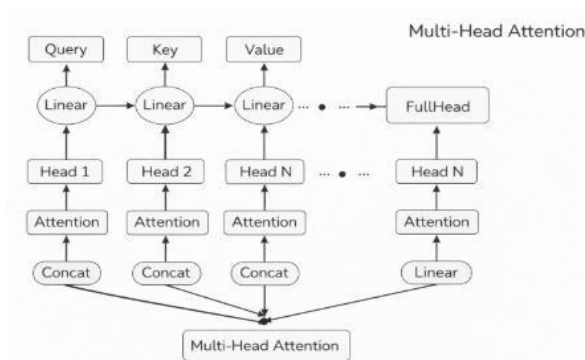 Multi-Head Attention
Query Key Value
Linear Linear Linear ... • ... FullHead
Head 1 Head 2 Head N ... • ... Head N
Attention Attention Attention Attention
Concat Concat Concat Linear
Multi-Head Attention